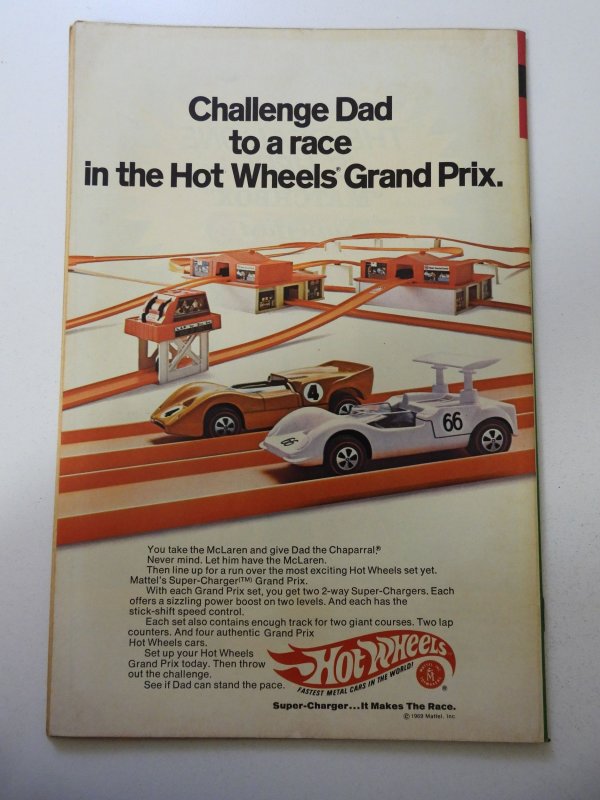 Challenge Dad
to a race
in the Hot Wheels® Grand Prix.
4
66
66
You take the McLaren and give Dad the Chaparral!®
Never mind. Let him have the McLaren.
Then line up for a run over the most exciting Hot Wheels set yet.
Mattel's Super-Charger(TM) Grand Prix.
With each Grand Prix set, you get two 2-way Super-Chargers. Each
offers a sizzling power boost on two levels. And each has the
stick-shift speed control.
Each set also contains enough track for two giant courses. Two lap
counters. And four authentic Grand Prix
Hot Wheels cars.
Set up your Hot Wheels
Grand Prix today. Then throw
out the challenge.
See if Dad can stand the pace.
Hot Wheels
FASTEST METAL CARS IN THE WORLD!
®
Super-Charger...It Makes The Race.
© 1969 Mattel, Inc